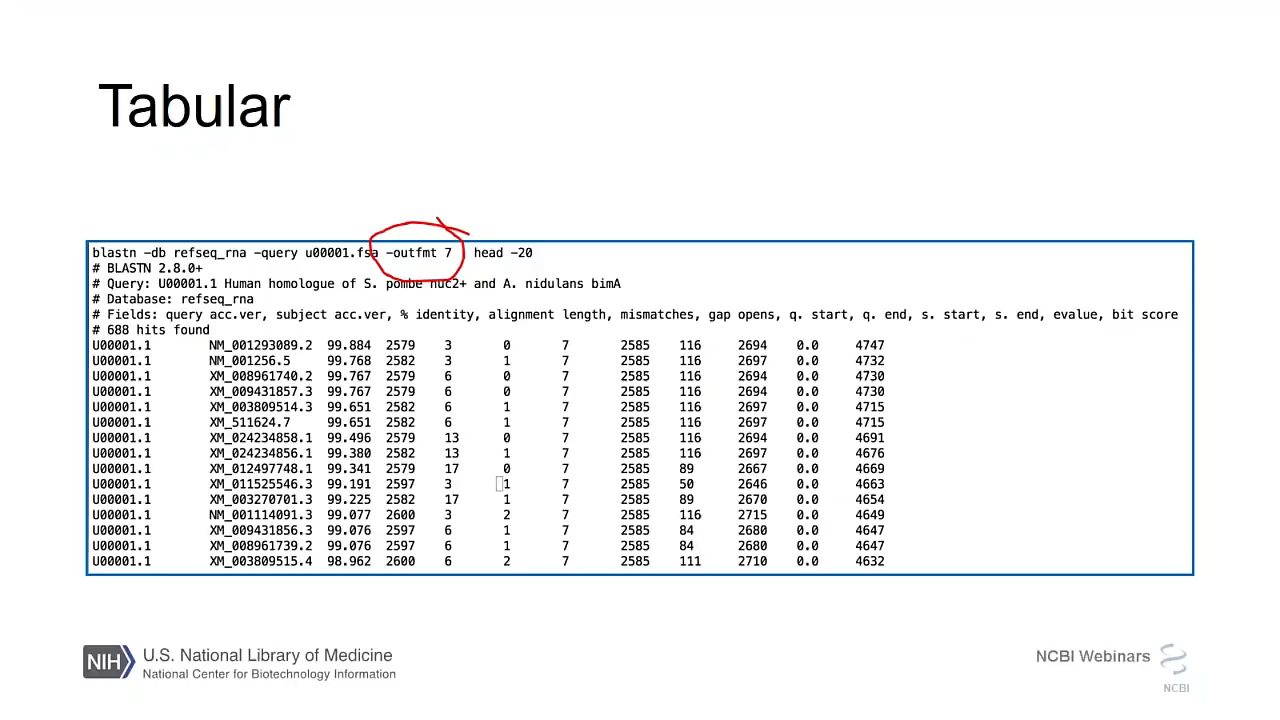 Tabular
blastn -db refseq_rna -query u00001.fsa -outfmt 7 | head -20
# BLASTN 2.8.0+
# Query: U00001.1 Human homologue of S. pombe nuc2+ and A. nidulans bimA
# Database: refseq_rna
# Fields: query acc.ver, subject acc.ver, % identity, alignment length, mismatches, gap opens, q. start, q. end, s. start, s. end, evalue, bit score
# 688 hits found
U00001.1 NM_001293089.2 99.884 2579 3 0 7 2585 116 2694 0.0 4747
U00001.1 NM_001256.5 99.768 2582 3 1 7 2585 116 2697 0.0 4732
U00001.1 XM_008961740.2 99.767 2579 6 0 7 2585 116 2694 0.0 4730
U00001.1 XM_009431857.3 99.767 2579 6 0 7 2585 116 2694 0.0 4730
U00001.1 XM_003809514.3 99.651 2582 6 1 7 2585 116 2697 0.0 4715
U00001.1 XM_511624.7 99.651 2582 6 1 7 2585 116 2697 0.0 4715
U00001.1 XM_024234858.1 99.496 2579 13 0 7 2585 116 2694 0.0 4691
U00001.1 XM_024234856.1 99.380 2582 13 1 7 2585 116 2697 0.0 4676
U00001.1 XM_012497748.1 99.341 2579 17 0 7 2585 89 2667 0.0 4669
U00001.1 XM_011525546.3 99.191 2597 3 1 7 2585 50 2646 0.0 4663
U00001.1 XM_003270701.3 99.225 2582 17 1 7 2585 89 2670 0.0 4654
U00001.1 NM_001114091.3 99.077 2600 3 2 7 2585 116 2715 0.0 4649
U00001.1 XM_009431856.3 99.076 2597 6 1 7 2585 84 2680 0.0 4647
U00001.1 XM_008961739.2 99.076 2597 6 1 7 2585 84 2680 0.0 4647
U00001.1 XM_003809515.4 98.962 2600 6 2 7 2585 111 2710 0.0 4632
NIH U.S. National Library of Medicine
National Center for Biotechnology Information
NCBI Webinars
NCBI